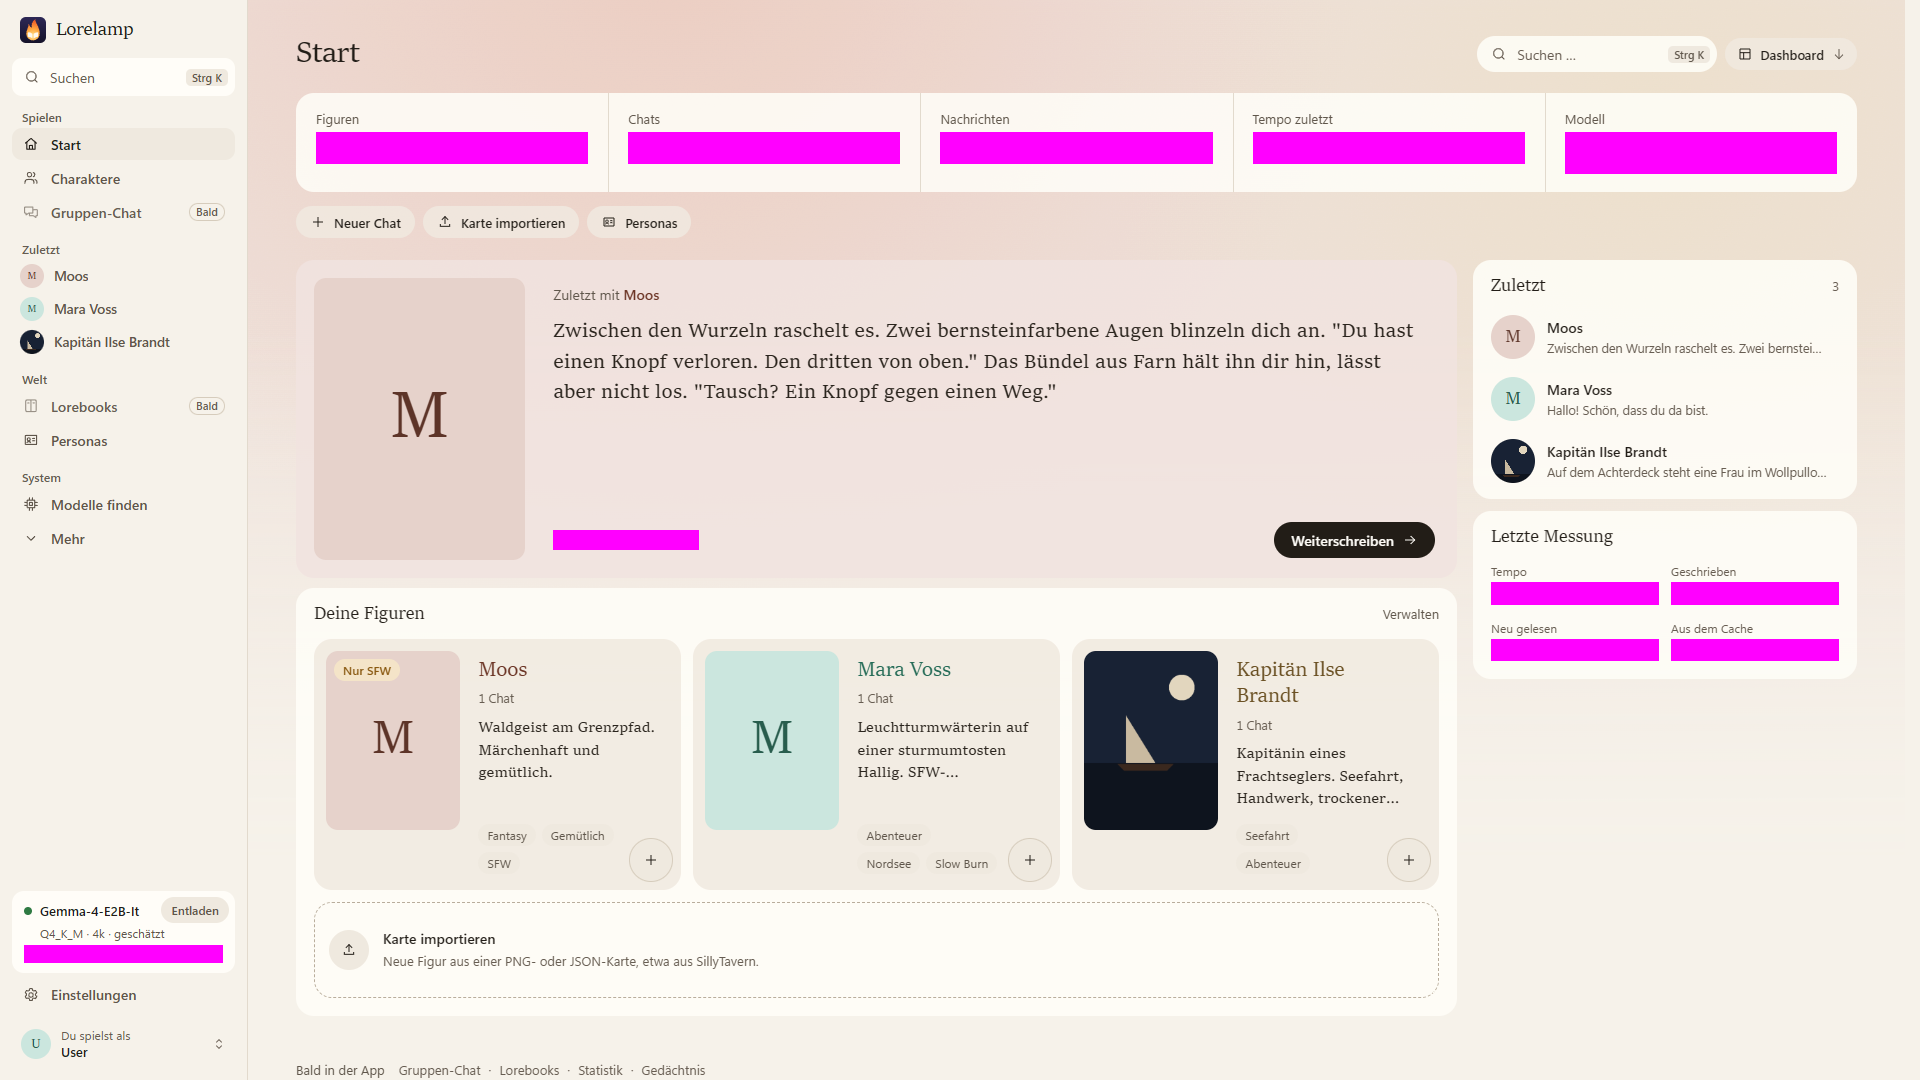 Lorelamp
Suchen
Strg K
Spielen
Start
Charaktere
Gruppen-Chat
Bald
Zuletzt
M
Moos
M
Mara Voss
Kapitän Ilse Brandt
Welt
Lorebooks
Bald
Personas
System
Modelle finden
Mehr
Gemma-4-E2B-It
Entladen
Q4_K_M · 4k · geschätzt
Einstellungen
U
Du spielst als
User
Start
Suchen ...
Strg K
Dashboard
Figuren
Chats
Nachrichten
Tempo zuletzt
Modell
Neuer Chat
Karte importieren
Personas
M
Zuletzt mit Moos
Zwischen den Wurzeln raschelt es. Zwei bernsteinfarbene Augen blinzeln dich an. "Du hast
einen Knopf verloren. Den dritten von oben." Das Bündel aus Farn hält ihn dir hin, lässt
aber nicht los. "Tausch? Ein Knopf gegen einen Weg."
Weiterschreiben
Zuletzt
3
M
Moos
Zwischen den Wurzeln raschelt es. Zwei bernstei...
M
Mara Voss
Hallo! Schön, dass du da bist.
Kapitän Ilse Brandt
Auf dem Achterdeck steht eine Frau im Wollpullo...
Letzte Messung
Tempo
Geschrieben
Neu gelesen
Aus dem Cache
Deine Figuren
Verwalten
Nur SFW
M
Moos
1 Chat
Waldgeist am Grenzpfad.
Märchenhaft und
gemütlich.
Fantasy
Gemütlich
SFW
M
Mara Voss
1 Chat
Leuchtturmwärterin auf
einer sturmumtosten
Hallig. SFW-...
Abenteuer
Nordsee
Slow Burn
Kapitän Ilse
Brandt
1 Chat
Kapitänin eines
Frachtseglers. Seefahrt,
Handwerk, trockener...
Seefahrt
Abenteuer
Karte importieren
Neue Figur aus einer PNG- oder JSON-Karte, etwa aus SillyTavern.
Bald in der App Gruppen-Chat · Lorebooks · Statistik · Gedächtnis